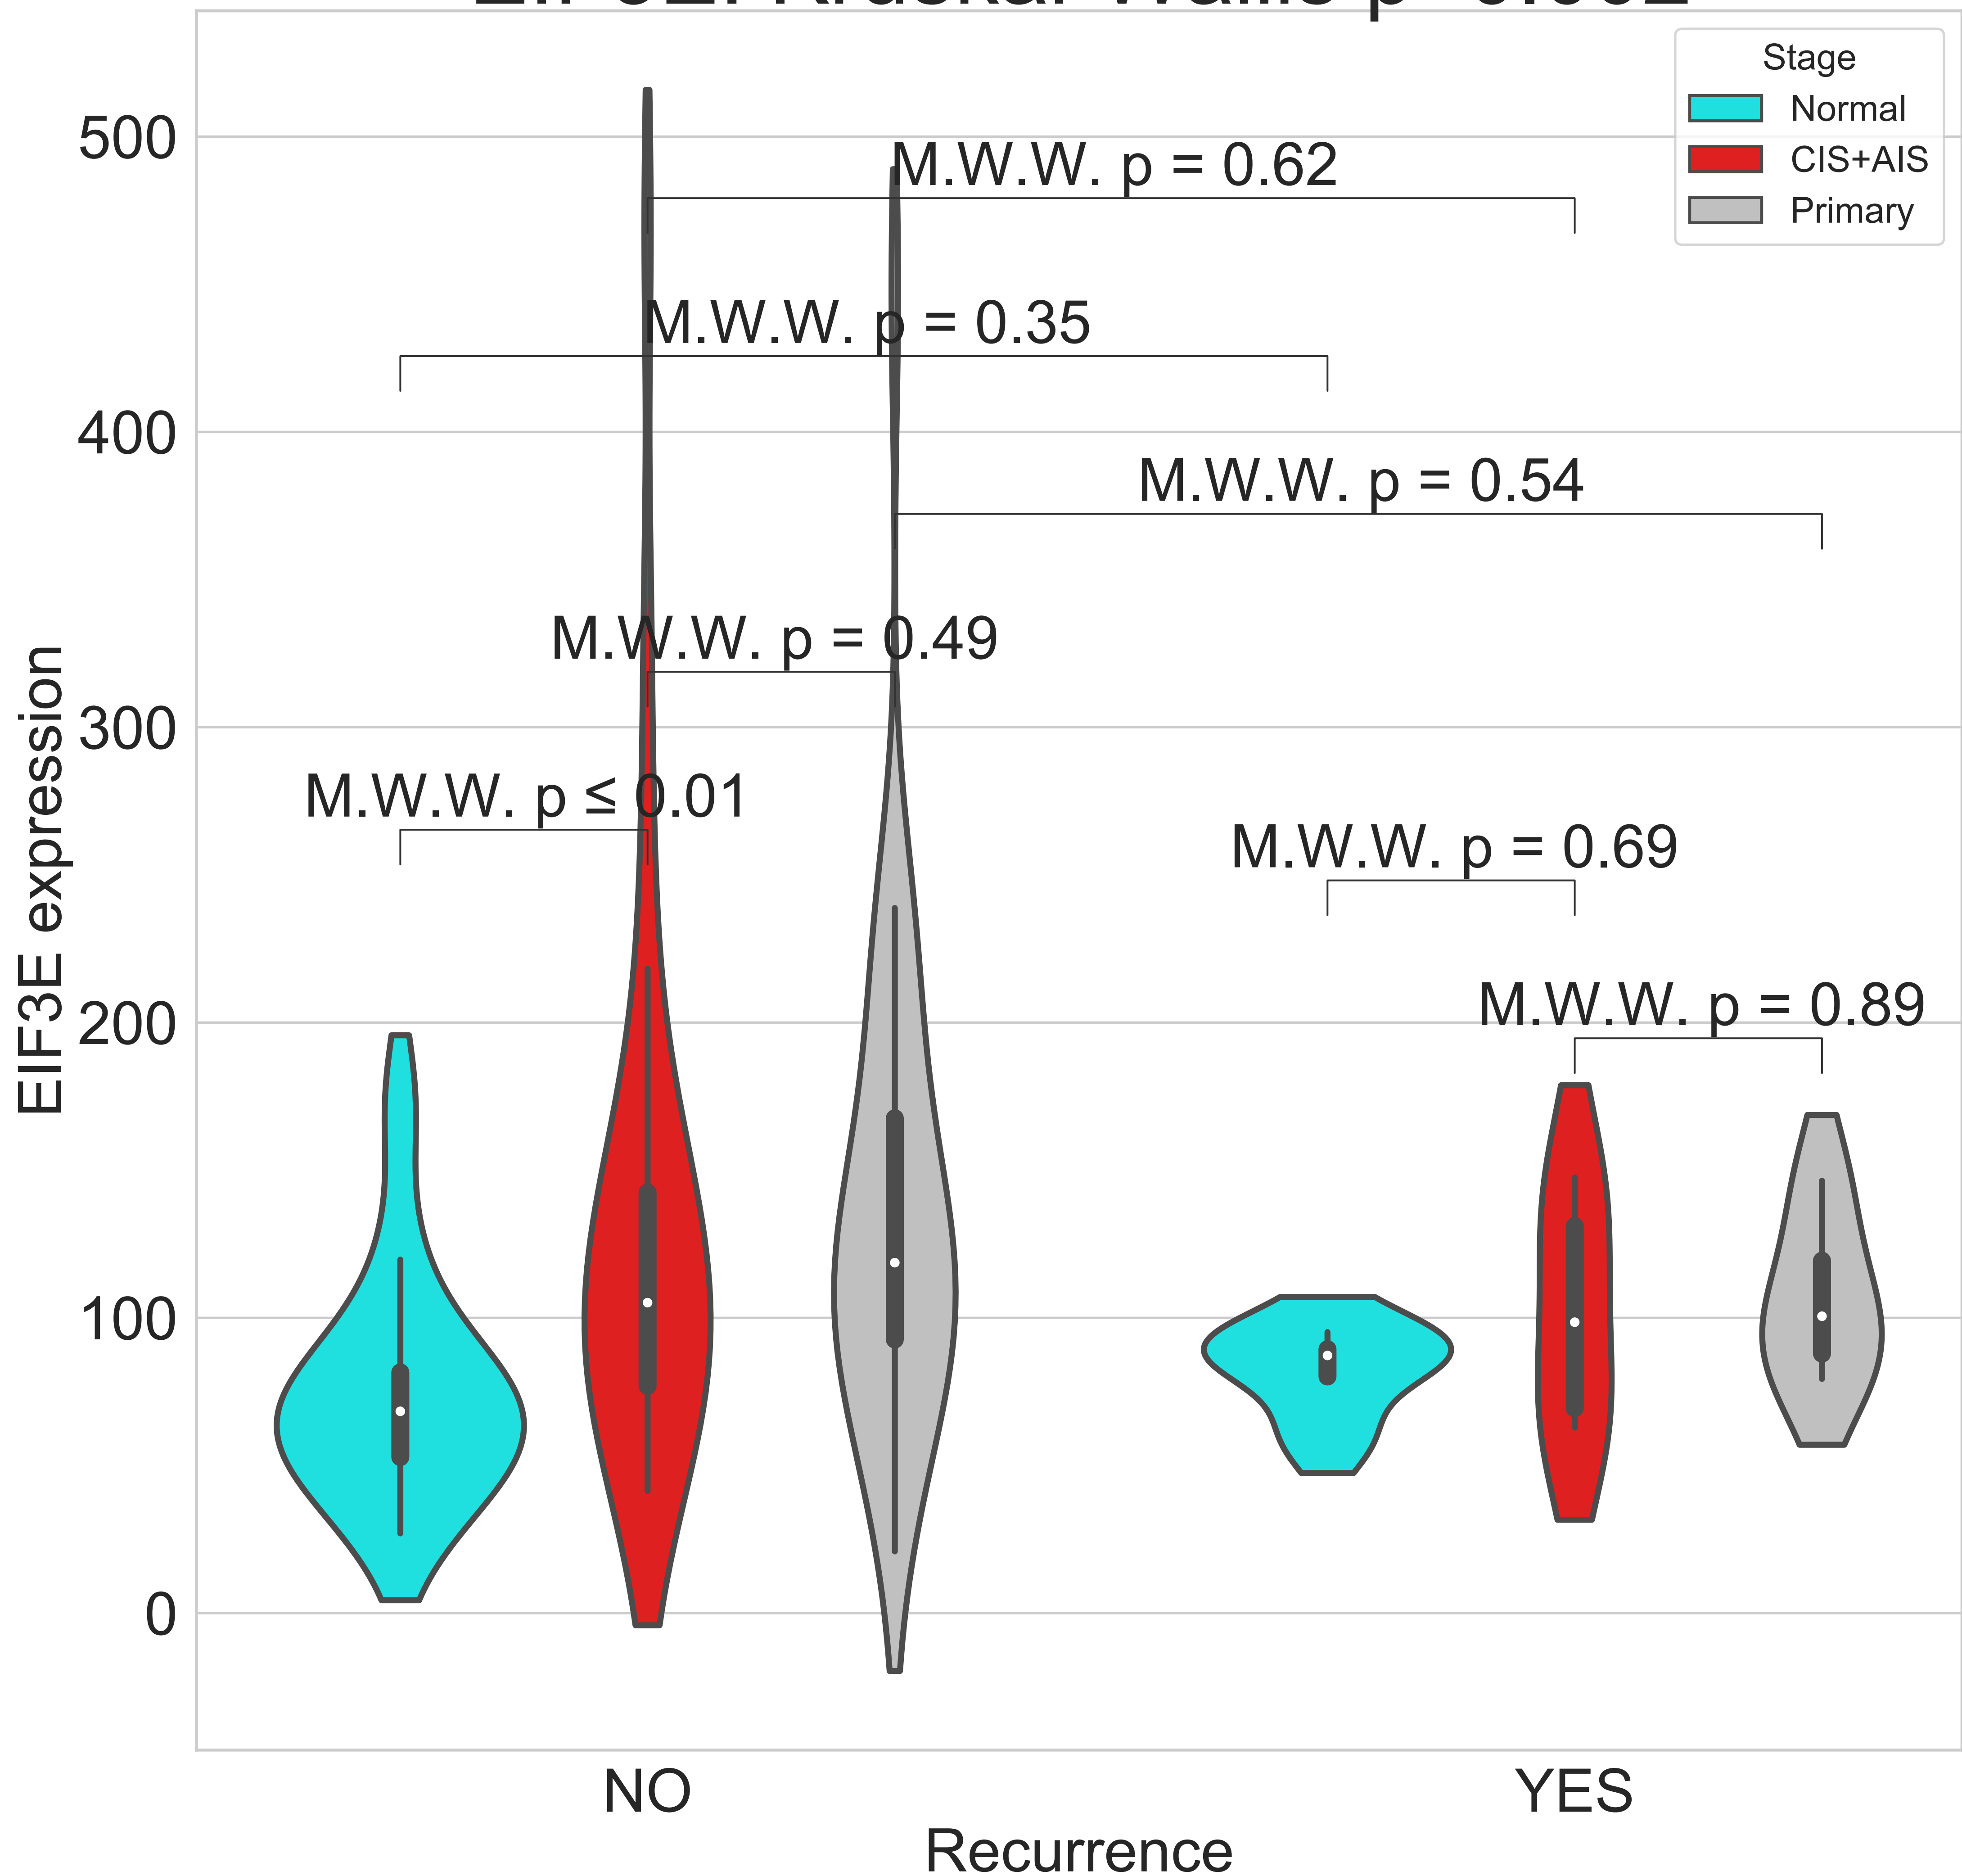 Stage
Normal
CIS+AIS
Primary
500
400
300
200
100
0
EIF3E expression
M.W.W. p = 0.62
M.W.W. p = 0.35
M.W.W. p = 0.54
M.W.W. p = 0.49
M.W.W. p ≤ 0.01
M.W.W. p = 0.69
M.W.W. p = 0.89
NO
YES
Recurrence